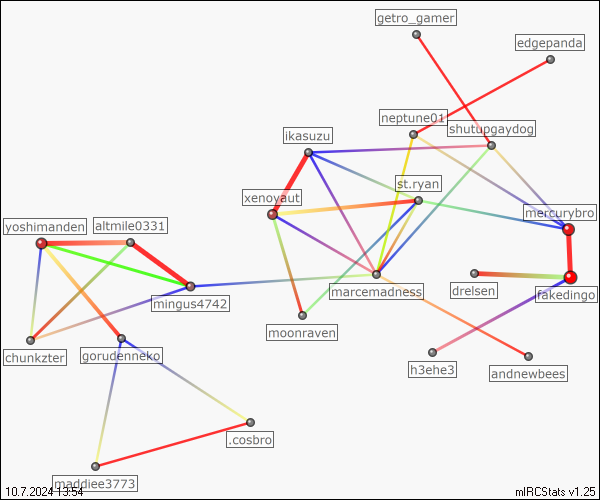 getro_gamer
edgepanda
neptune01
shutupgaydog
ikasuzu
st.ryan
xenoyaut
mercurybro
yoshimanden
altmile0331
marcemadness
drelsen
fakedingo
mingus4742
moonraven
chunkzter
gorudenneko
h3ehe3
andnewbees
.cosbro
maddiee3773
10.7.2024 13:54
mIRCStats v1.25